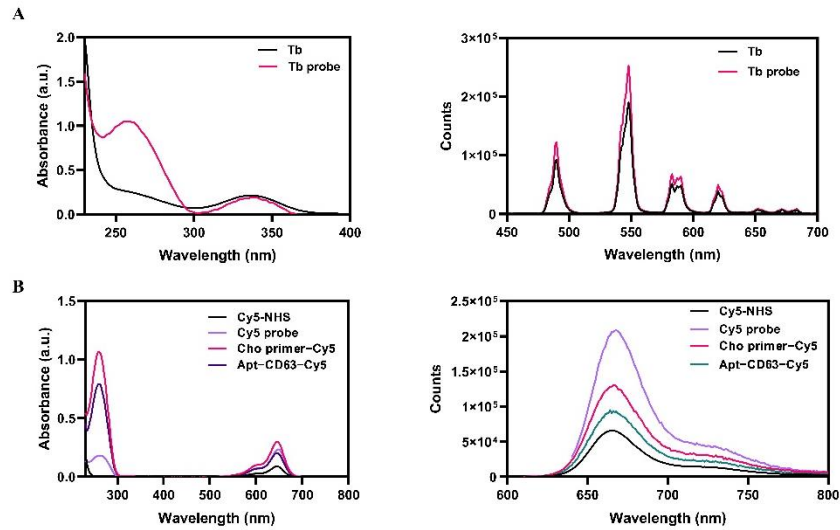 A
2.0
1.5
1.0
0.5
0.0
Absorbance (a.u.)
Tb
Tb probe
250
300
350
400
Wavelength (nm)
3×10⁵
2×10⁵
1×10⁵
0
Counts
Tb
Tb probe
450
500
550
600
650
700
Wavelength (nm)
B
1.5
1.0
0.5
0.0
Absorbance (a.u.)
Cy5-NHS
Cy5 probe
Cho primer−Cy5
Apt−CD63−Cy5
300
400
500
600
700
800
Wavelength (nm)
2.5×10⁵
2×10⁵
1.5×10⁵
1×10⁵
5×10⁴
0
Counts
Cy5-NHS
Cy5 probe
Cho primer−Cy5
Apt−CD63−Cy5
600
650
700
750
800
Wavelength (nm)